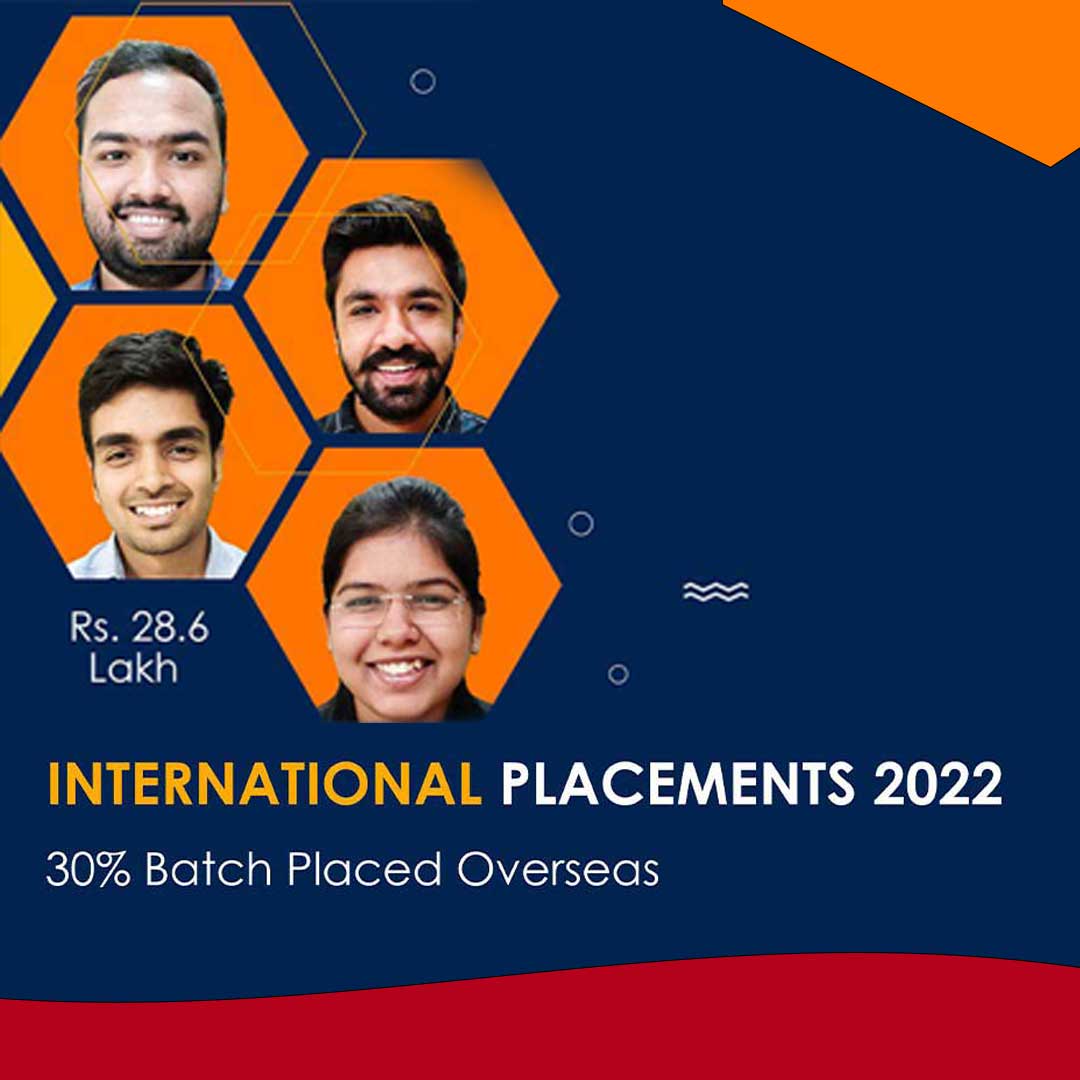 Rs. 28.6
Lakh
INTERNATIONAL PLACEMENTS 2022
30% Batch Placed Overseas